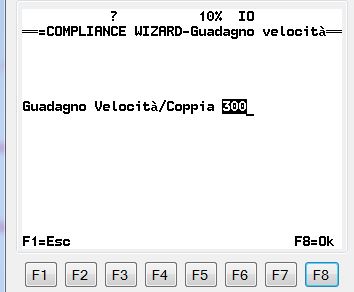 ? 10% IO
=COMPLIANCE WIZARD-Guadagno velocità=
Guadagno Velocità/Coppia 300_
F1=Esc F8=Ok
F1 F2 F3 F4 F5 F6 F7 F8